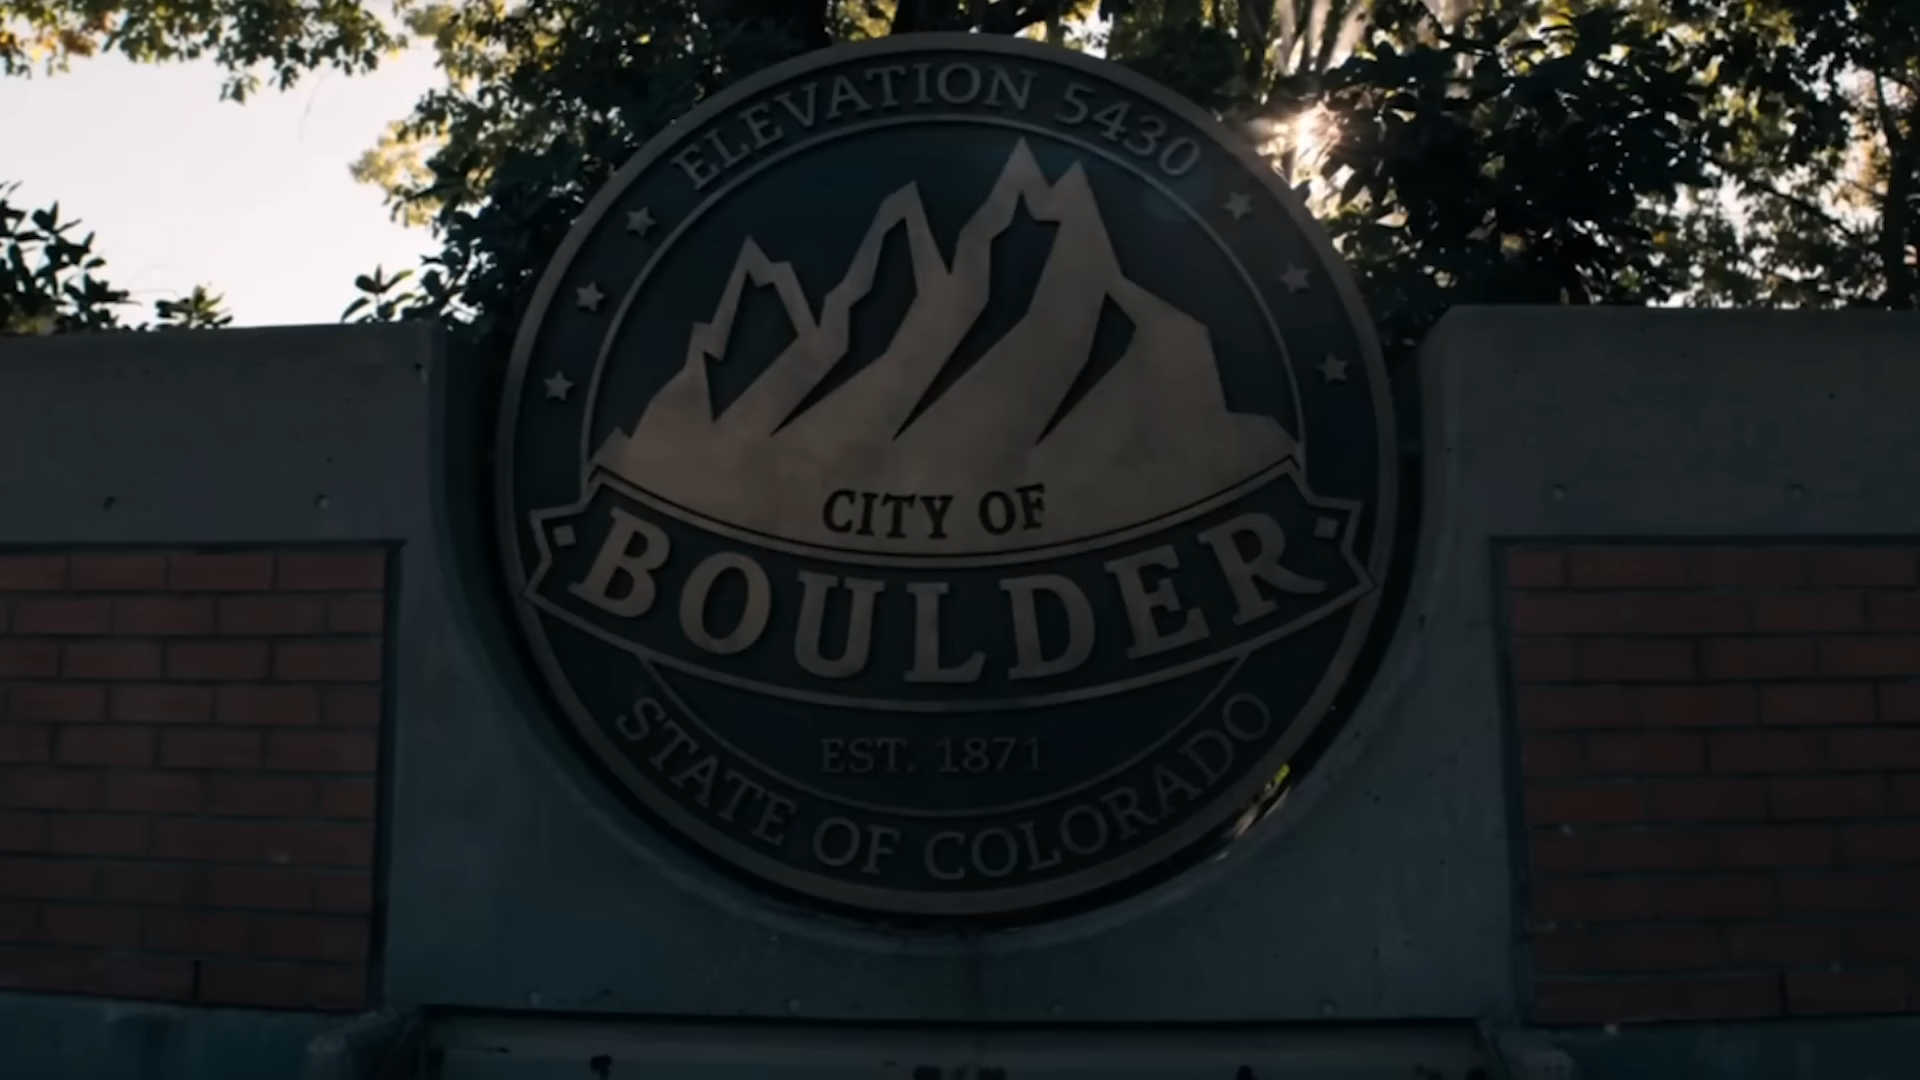 ELEVATION 5430
CITY OF
BOULDER
EST. 1871
STATE OF COLORADO